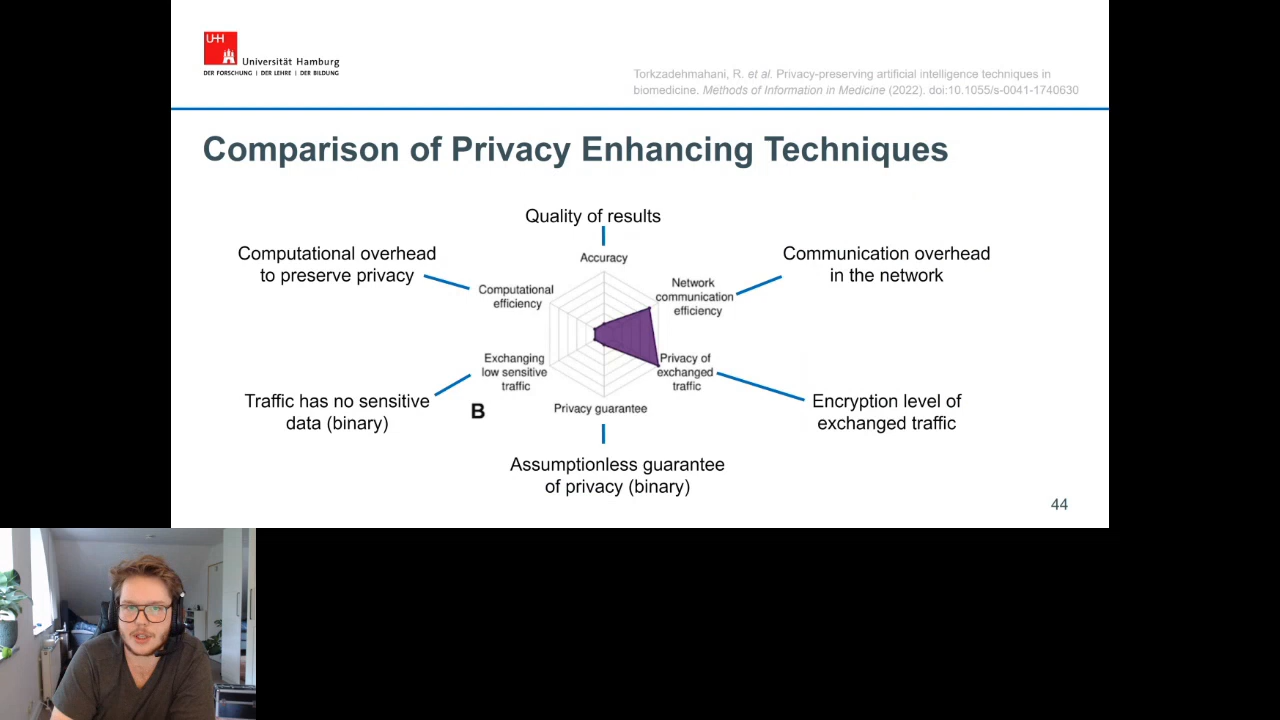 UHH
Universität Hamburg
DER FORSCHUNG | DER LEHRE | DER BILDUNG
Torkzadehmahani, R. et al. Privacy-preserving artificial intelligence techniques in
biomedicine. Methods of Information in Medicine (2022). doi:10.1055/s-0041-1740630
Comparison of Privacy Enhancing Techniques
Quality of results
Computational overhead
to preserve privacy
Communication overhead
in the network
Accuracy
Computational
efficiency
Network
communication
efficiency
Exchanging
low sensitive
traffic
Privacy of
exchanged
traffic
Traffic has no sensitive
data (binary)
B
Privacy guarantee
Encryption level of
exchanged traffic
Assumptionless guarantee
of privacy (binary)
44